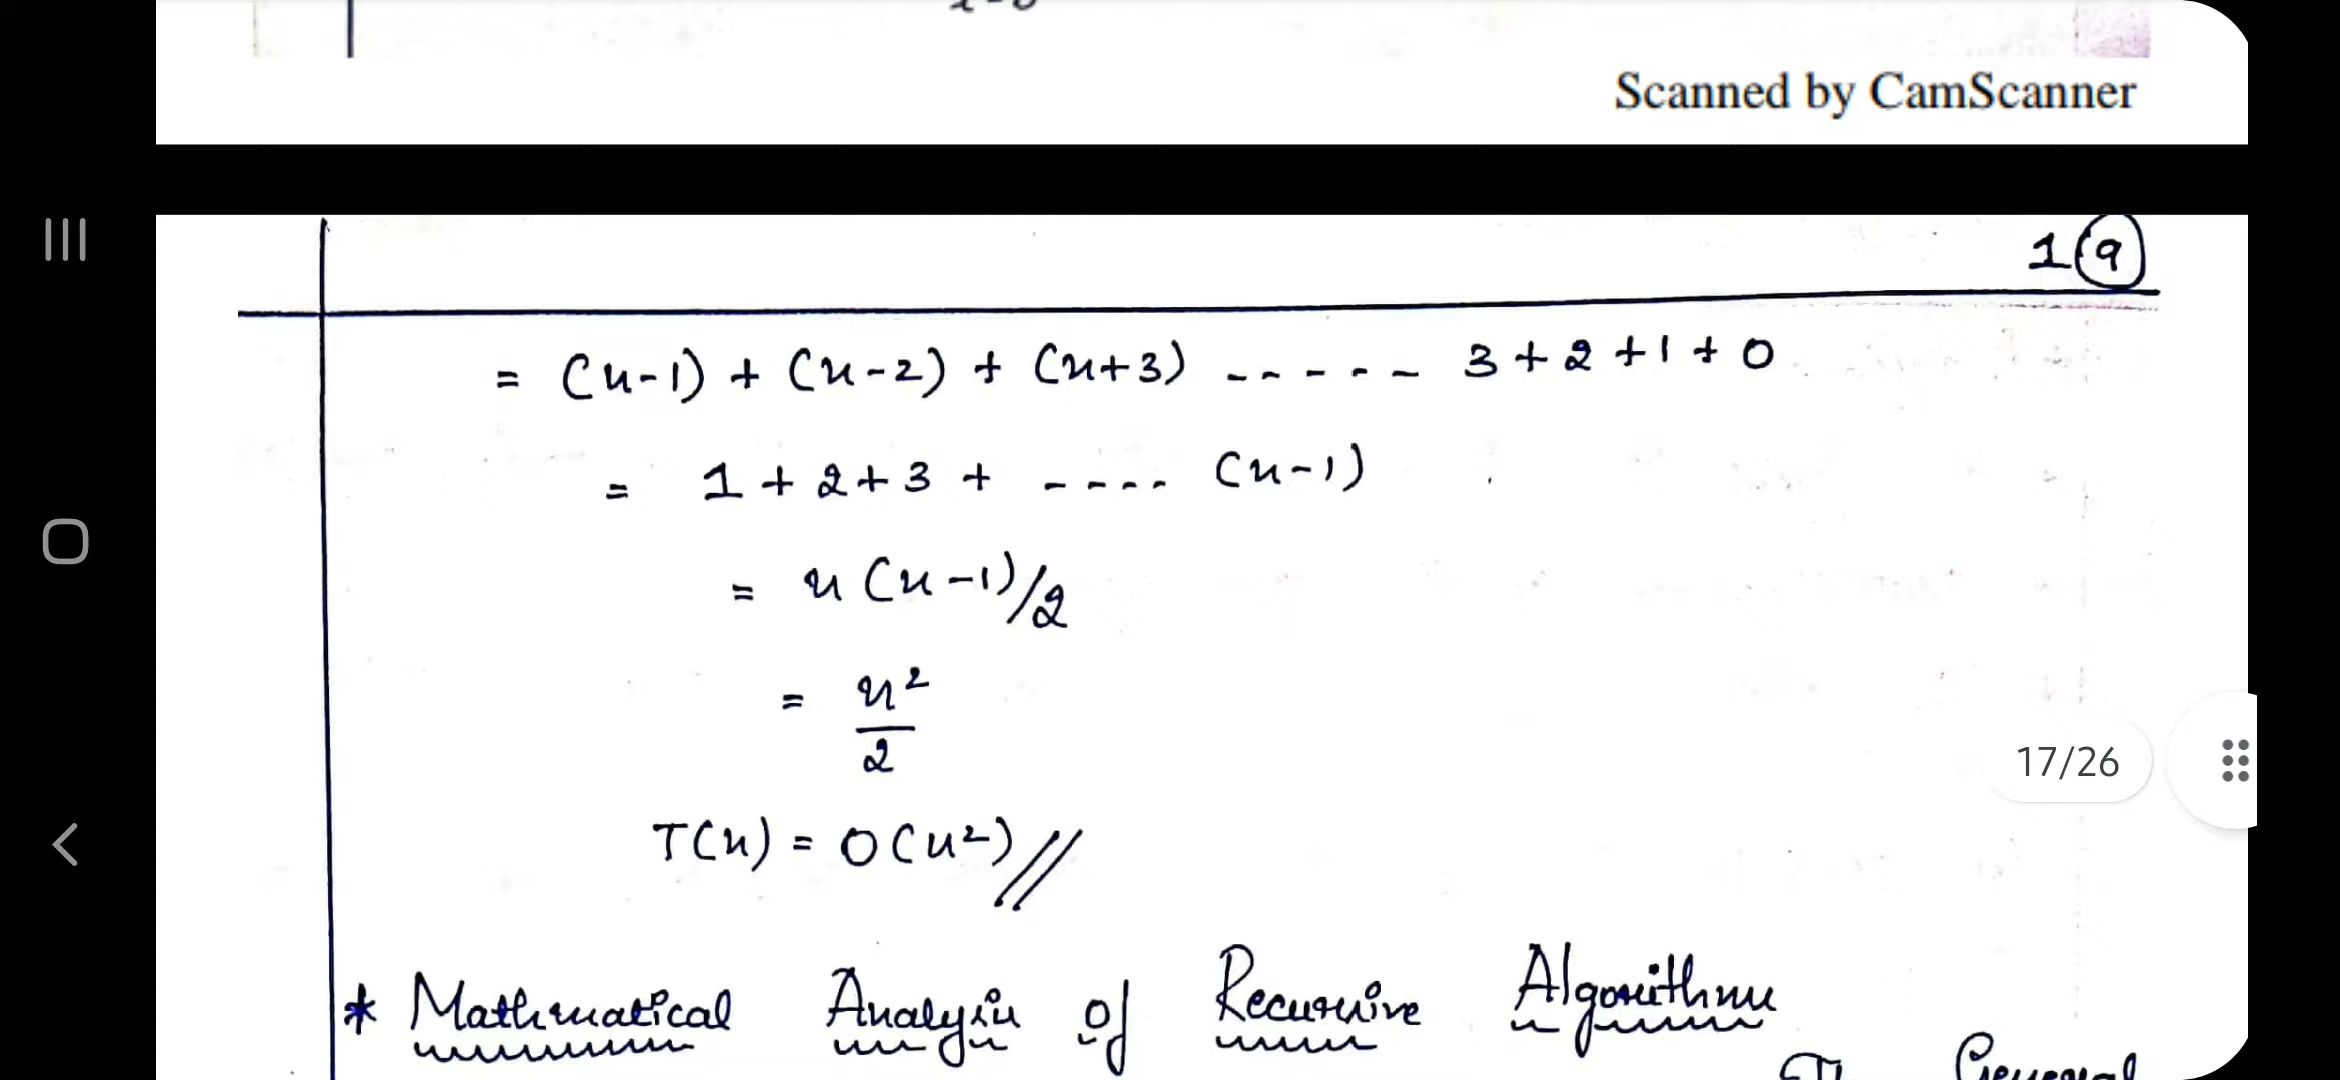 Scanned by CamScanner
19
= (n-1) + (n-2) + (n+3) ----- 3+2+1+0
= 1+2+3+ ---- (n-1)
= n(n-1)/2
= n²/2
T(n) = O(n²)//
17/26
* Mathematical Analysis of Recursive Algorithms
General